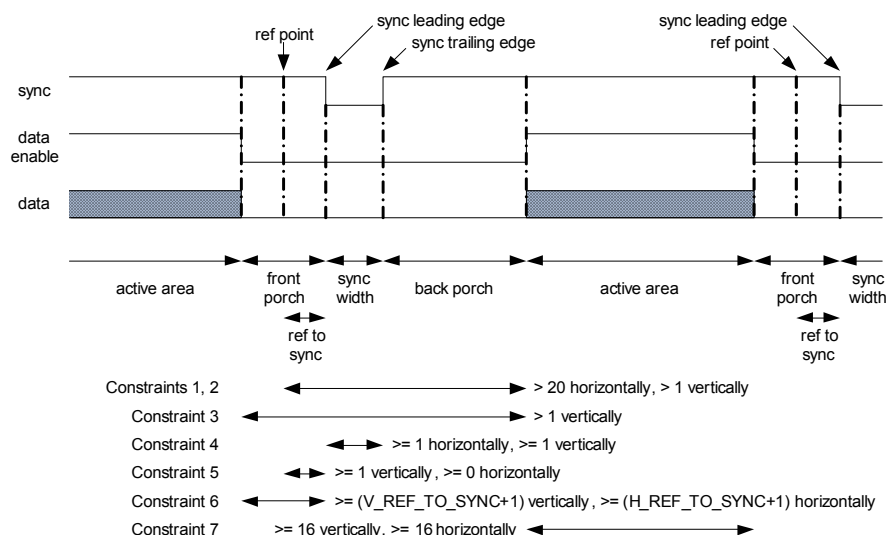 sync leading edge
sync leading edge
ref point
sync trailing edge
ref point
sync
data
enable
data
active area
front
porch
sync
width
back porch
active area
front
porch
sync
width
ref to
sync
ref to
sync
Constraints 1, 2
> 20 horizontally, > 1 vertically
Constraint 3
> 1 vertically
Constraint 4
>= 1 horizontally, >= 1 vertically
Constraint 5
>= 1 vertically, >= 0 horizontally
Constraint 6
>= (V_REF_TO_SYNC+1) vertically, >= (H_REF_TO_SYNC+1) horizontally
Constraint 7
>= 16 vertically, >= 16 horizontally